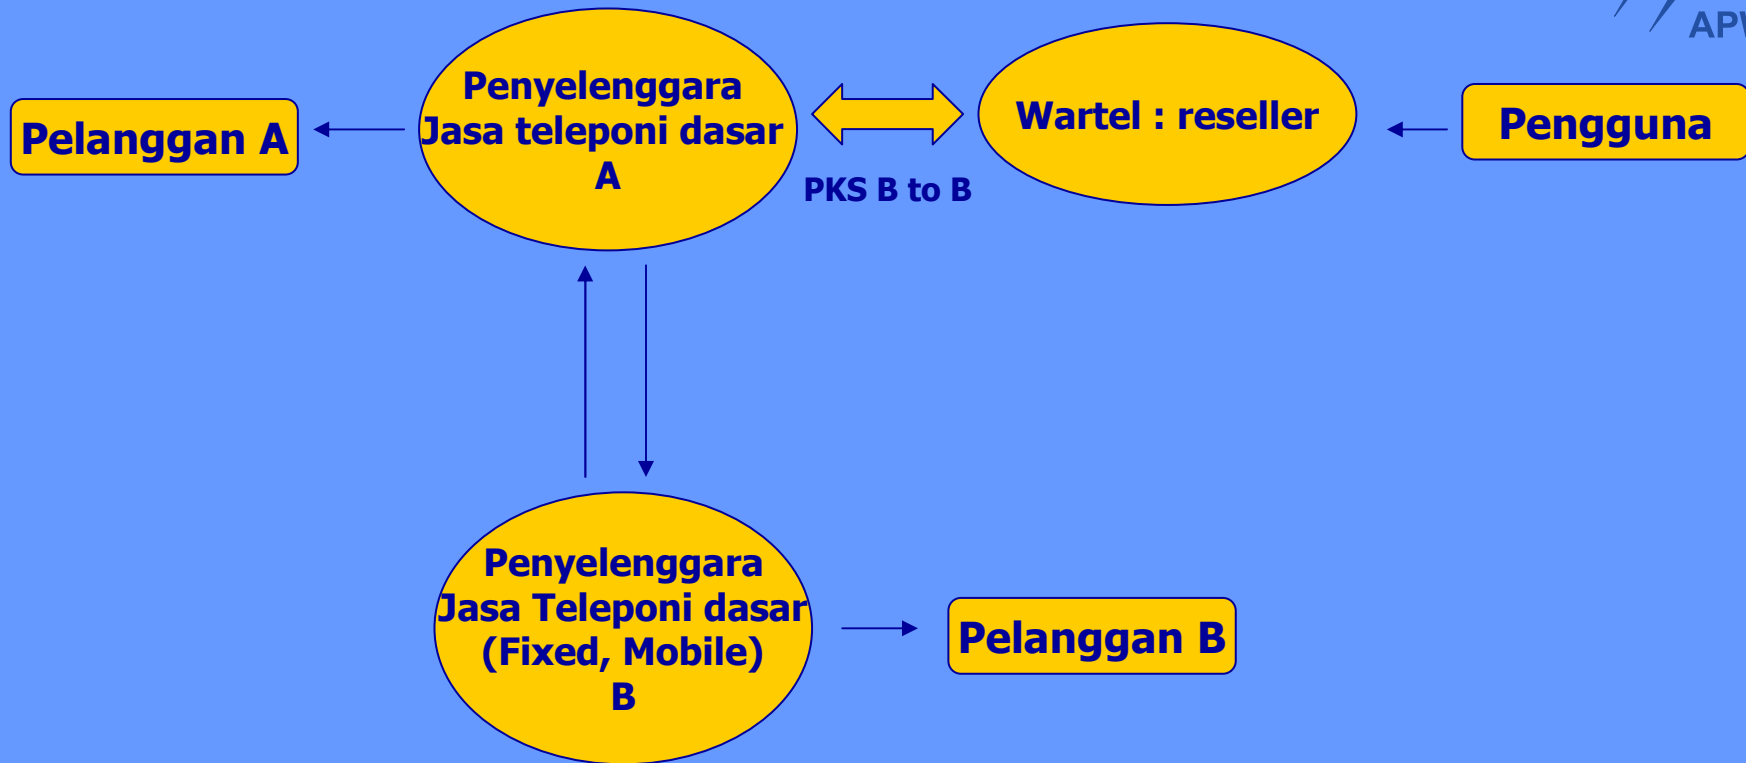 Penyelenggara
Jasa teleponi dasar
A
Wartel : reseller
Pelanggan A
Pengguna
PKS B to B
Penyelenggara
Jasa Teleponi dasar
(Fixed, Mobile)
B
Pelanggan B